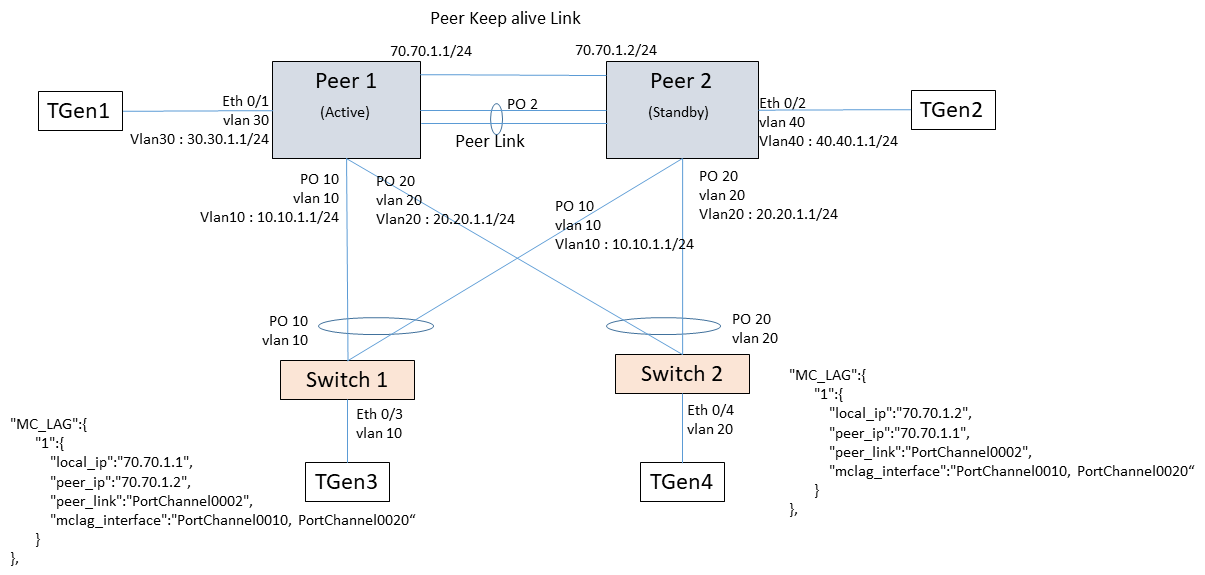 Peer Keep alive Link
70.70.1.1/24
70.70.1.2/24
Peer 1
(Active)
Peer 2
(Standby)
TGen1
Eth 0/1
vlan 30
Vlan30 : 30.30.1.1/24
PO 2
Peer Link
Eth 0/2
vlan 40
Vlan40 : 40.40.1.1/24
TGen2
PO 10
vlan 10
Vlan10 : 10.10.1.1/24
PO 20
vlan 20
Vlan20 : 20.20.1.1/24
PO 10
vlan 10
Vlan10 : 10.10.1.1/24
PO 20
vlan 20
Vlan20 : 20.20.1.1/24
PO 10
vlan 10
PO 20
vlan 20
Switch 1
Switch 2
Eth 0/3
vlan 10
Eth 0/4
vlan 20
TGen3
TGen4
"MC_LAG":{
"1":{
"local_ip":"70.70.1.1",
"peer_ip":"70.70.1.2",
"peer_link":"PortChannel0002",
"mclag_interface":"PortChannel0010, PortChannel0020“
}
},
"MC_LAG":{
"1":{
"local_ip":"70.70.1.2",
"peer_ip":"70.70.1.1",
"peer_link":"PortChannel0002",
"mclag_interface":"PortChannel0010, PortChannel0020“
}
},